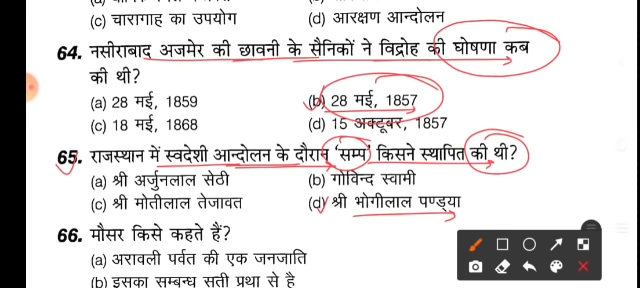 (c) चारागाह का उपयोग (d) आरक्षण आन्दोलन
64. नसीराबाद अजमेर की छावनी के सैनिकों ने विद्रोह की घोषणा कब
की थी?
(a) 28 मई, 1859 (b) 28 मई, 1857
(c) 18 मई, 1868 (d) 15 अक्टूबर, 1857
65. राजस्थान में स्वदेशी आन्दोलन के दौरान 'सम्प' किसने स्थापित की थी?
(a) श्री अर्जुनलाल सेठी (b) गोविन्द स्वामी
(c) श्री मोतीलाल तेजावत (d) श्री भोगीलाल पण्ड्या
66. मौसर किसे कहते हैं?
(a) अरावली पर्वत की एक जनजाति
(b) इसका सम्बन्ध सती प्रथा से है